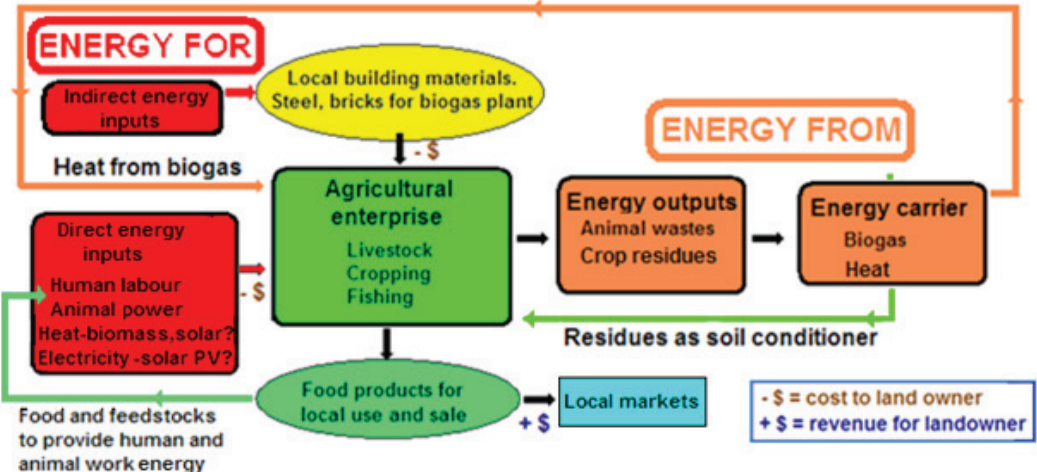 ENERGY FOR
Indirect energy
inputs
Local building materials.
Steel, bricks for biogas plant
- $
Heat from biogas
ENERGY FROM
Direct energy
inputs
Human labour
Animal power
Heat-biomass,solar?
Electricity -solar PV?
- $
Agricultural
enterprise
Livestock
Cropping
Fishing
Energy outputs
Animal wastes
Crop residues
Energy carrier
Biogas
Heat
Residues as soil conditioner
Food products for
local use and sale
+ $
Local markets
- $ = cost to land owner
+ $ = revenue for landowner
Food and feedstocks
to provide human and
animal work energy